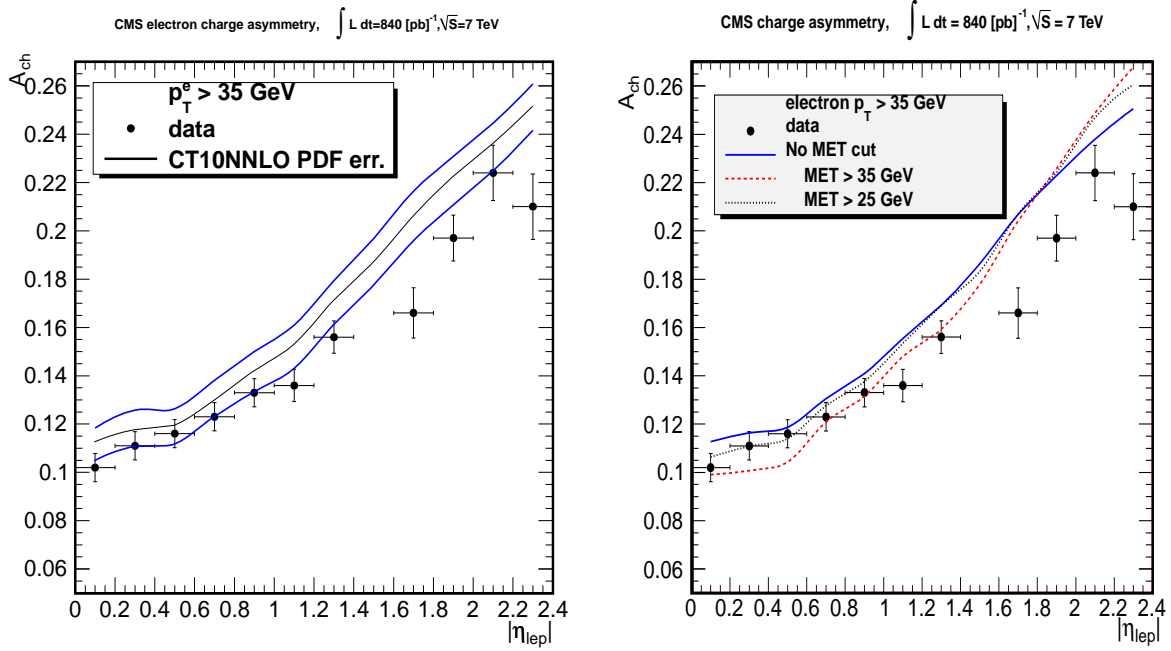 CMS electron charge asymmetry, ∫ L dt=840 [pb]⁻¹,√S=7 TeV
A_ch
p_T^e > 35 GeV
data
CT10NNLO PDF err.
0.26
0.24
0.22
0.2
0.18
0.16
0.14
0.12
0.1
0.08
0.06
0 0.2 0.4 0.6 0.8 1 1.2 1.4 1.6 1.8 2 2.2 2.4
|η_lep|
CMS charge asymmetry, ∫ L dt = 840 [pb]⁻¹,√S = 7 TeV
A_ch
electron p_T > 35 GeV
data
No MET cut
MET > 35 GeV
MET > 25 GeV
0.26
0.24
0.22
0.2
0.18
0.16
0.14
0.12
0.1
0.08
0.06
0 0.2 0.4 0.6 0.8 1 1.2 1.4 1.6 1.8 2 2.2 2.4
|η_lep|